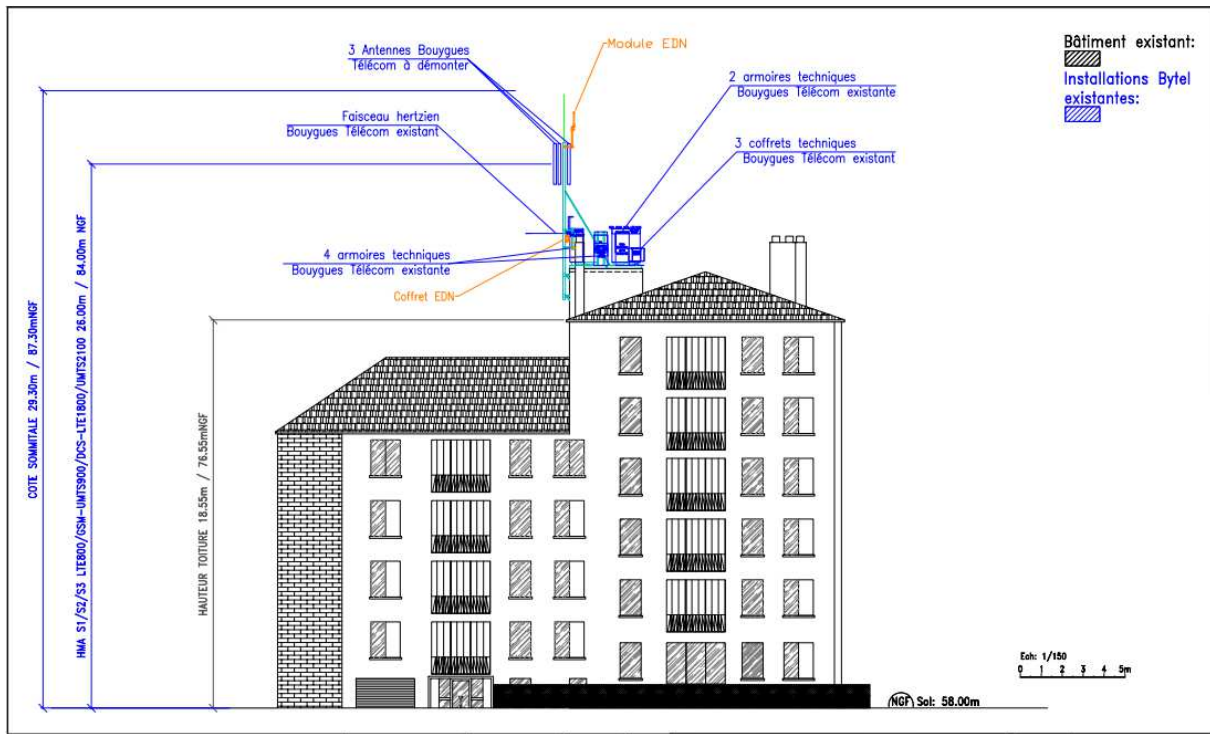 Module EDN
3 Antennes Bouygues
Télécom à démonter
Bâtiment existant:
Installations Bytel
existantes:
2 armoires techniques
Bouygues Télécom existante
Faisceau hertzien
Bouygues Télécom existant
3 coffrets techniques
Bouygues Télécom existant
4 armoires techniques
Bouygues Télécom existante
Coffret EDN
COTE SOMMITALE 29.30m / 87.30mNGF
HMA S1/S2/S3 LTE800/GSM-UMTS900/DCS-LTE1800/UMTS2100 26.00m / 84.00m NGF
HAUTEUR TOITURE 18.55m / 76.55mNGF
Ech: 1/150
0 1 2 3 4 5m
NGF Sol: 58.00m